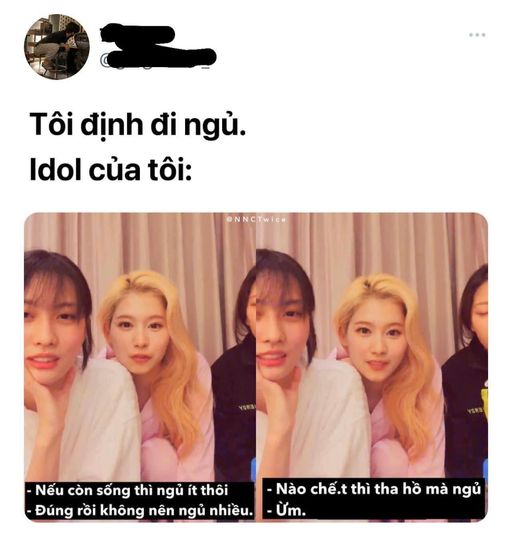 Tôi định đi ngủ.
Idol của tôi:
@NNCTwice
- Nếu còn sống thì ngủ ít thôi
- Đúng rồi không nên ngủ nhiều.
- Nào chế.t thì tha hồ mà ngủ
- Ừm.